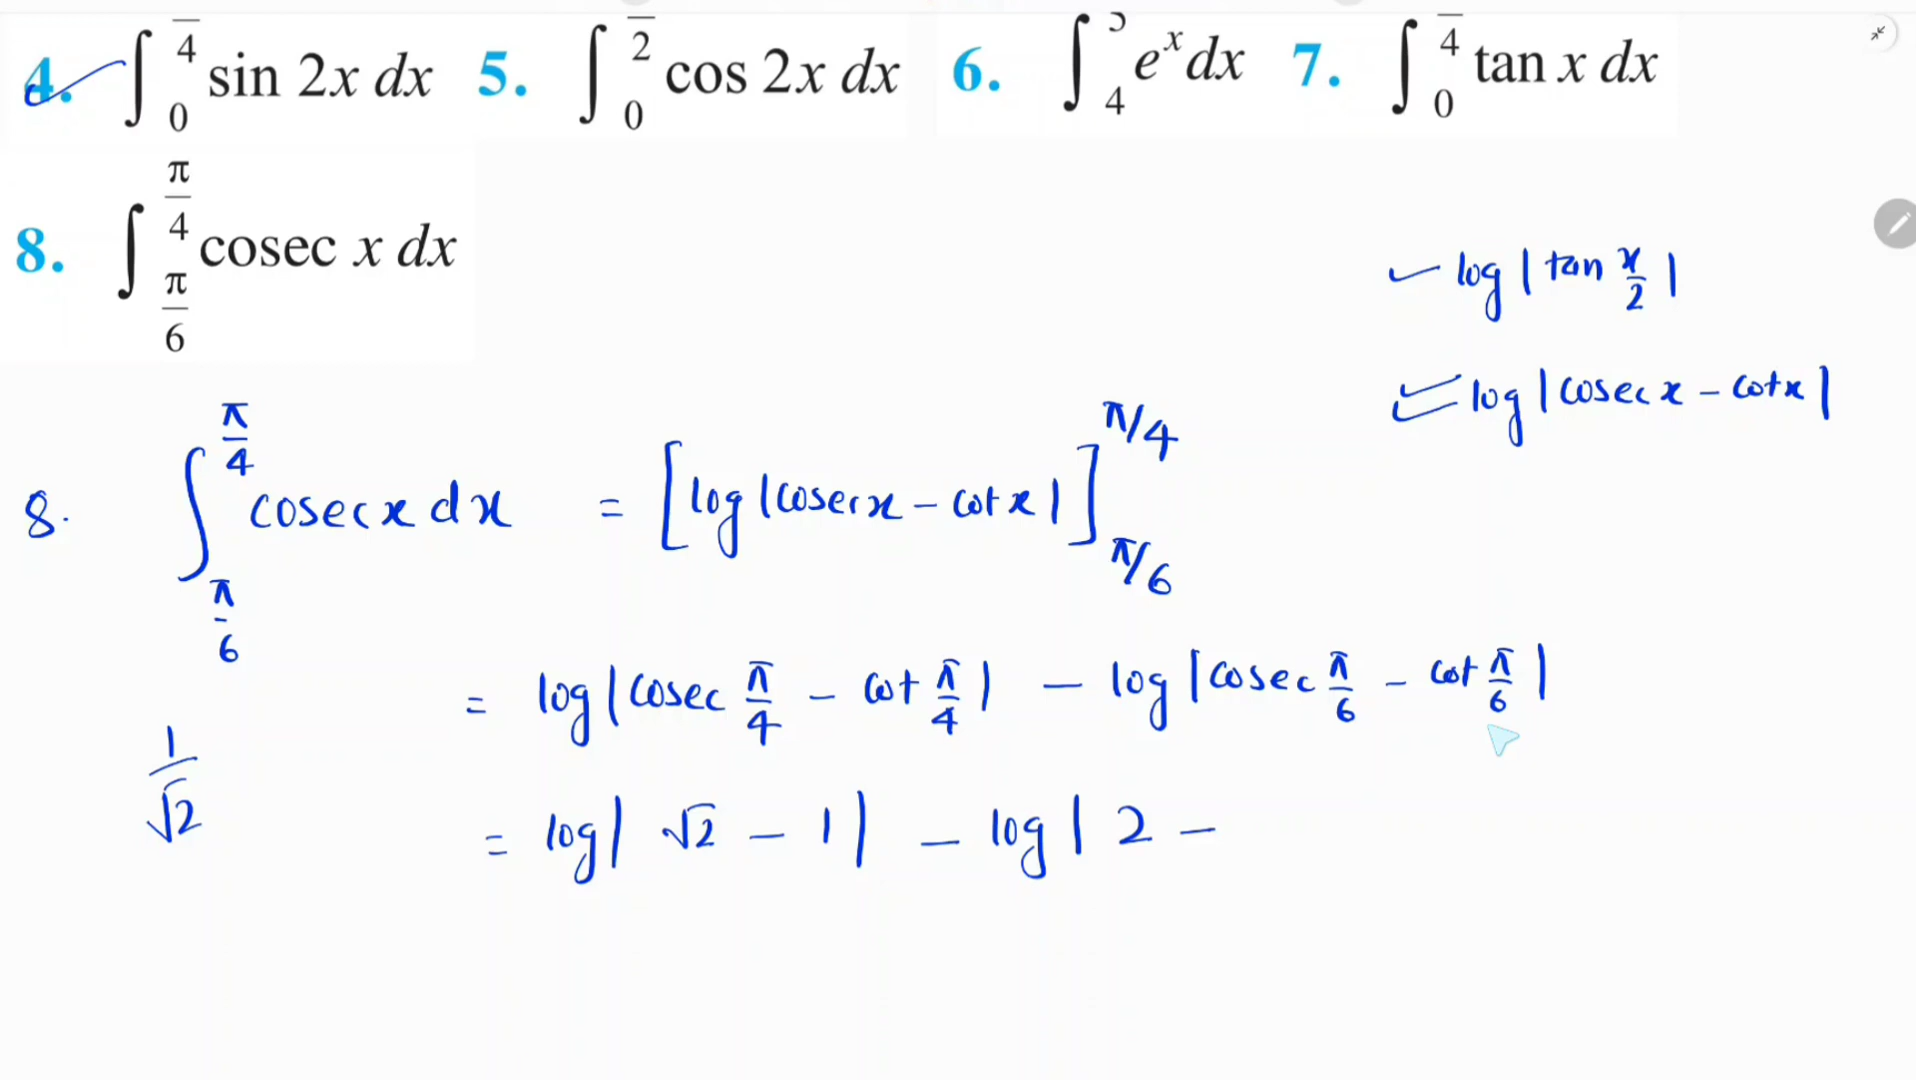 4. ∫₀^{π/4} sin 2x dx 5. ∫₀^{π/2} cos 2x dx 6. ∫₄^5 eˣ dx 7. ∫₀^{π/4} tan x dx
8. ∫_{π/6}^{π/4} cosec x dx
log | tan x/2 |
log | cosec x – cot x |
8. ∫_{π/6}^{π/4} cosec x dx = [log |cosec x – cot x|]_{π/6}^{π/4}
= log | cosec π/4 – cot π/4 | – log | cosec π/6 – cot π/6 |
1/√2
= log | √2 – 1 | – log | 2 –